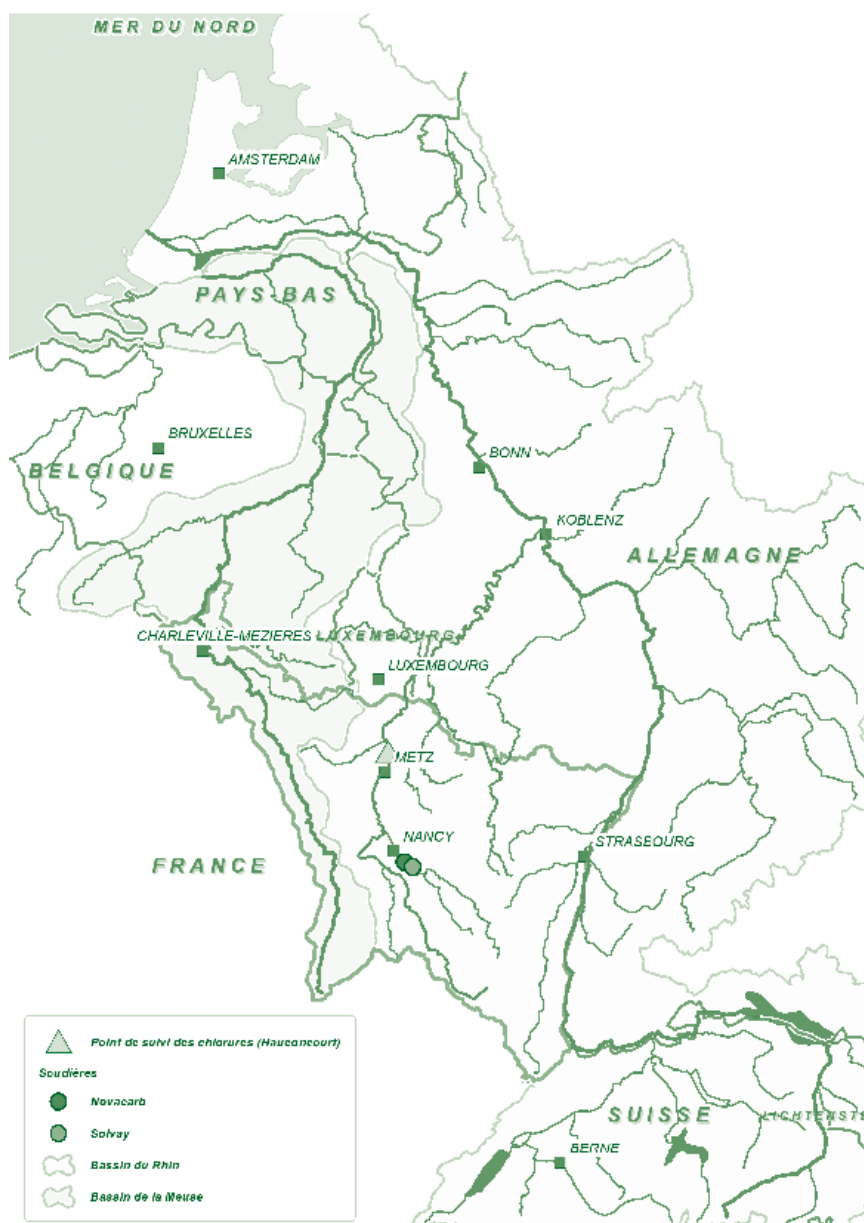 MER DU NORD
AMSTERDAM
PAYS-BAS
BRUXELLES
BELGIQUE
BONN
KOBLENZ
ALLEMAGNE
CHARLEVILLE-MEZIERES
LUXEMBOURG
LUXEMBOURG
METZ
NANCY
STRASBOURG
FRANCE
Point de suivi des chlorures (Hauconcourt)
Soudières
Novacarb
Solvay
Bassin du Rhin
Bassin de la Meuse
SUISSE
LICHTENSTE
BERNE